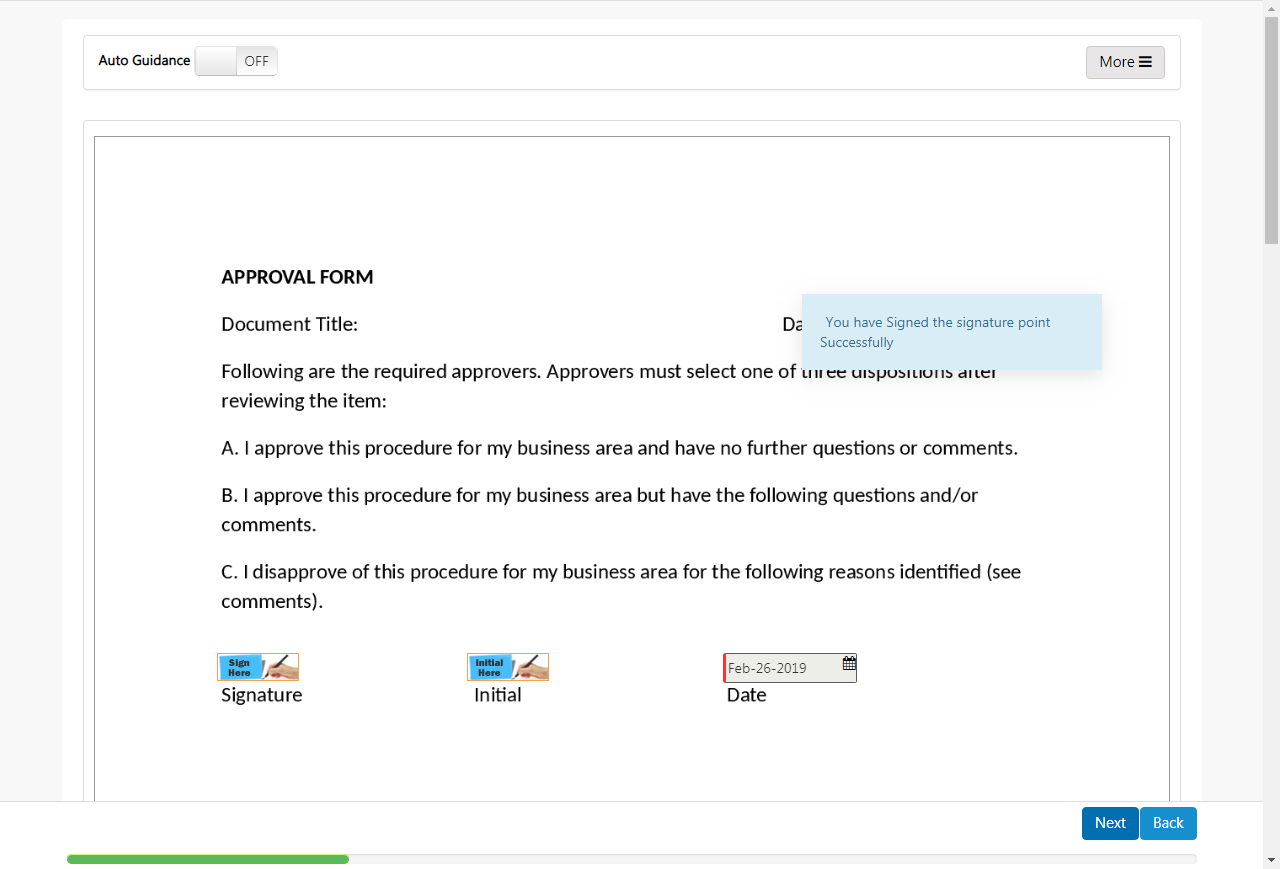 Auto Guidance OFF More
APPROVAL FORM
Document Title:
You have Signed the signature point
Successfully
Following are the required approvers. Approvers must select one of three dispositions after
reviewing the item:
A. I approve this procedure for my business area and have no further questions or comments.
B. I approve this procedure for my business area but have the following questions and/or
comments.
C. I disapprove of this procedure for my business area for the following reasons identified (see
comments).
Sign
Here
Initial
Here
Feb-26-2019
Signature Initial Date
Next Back